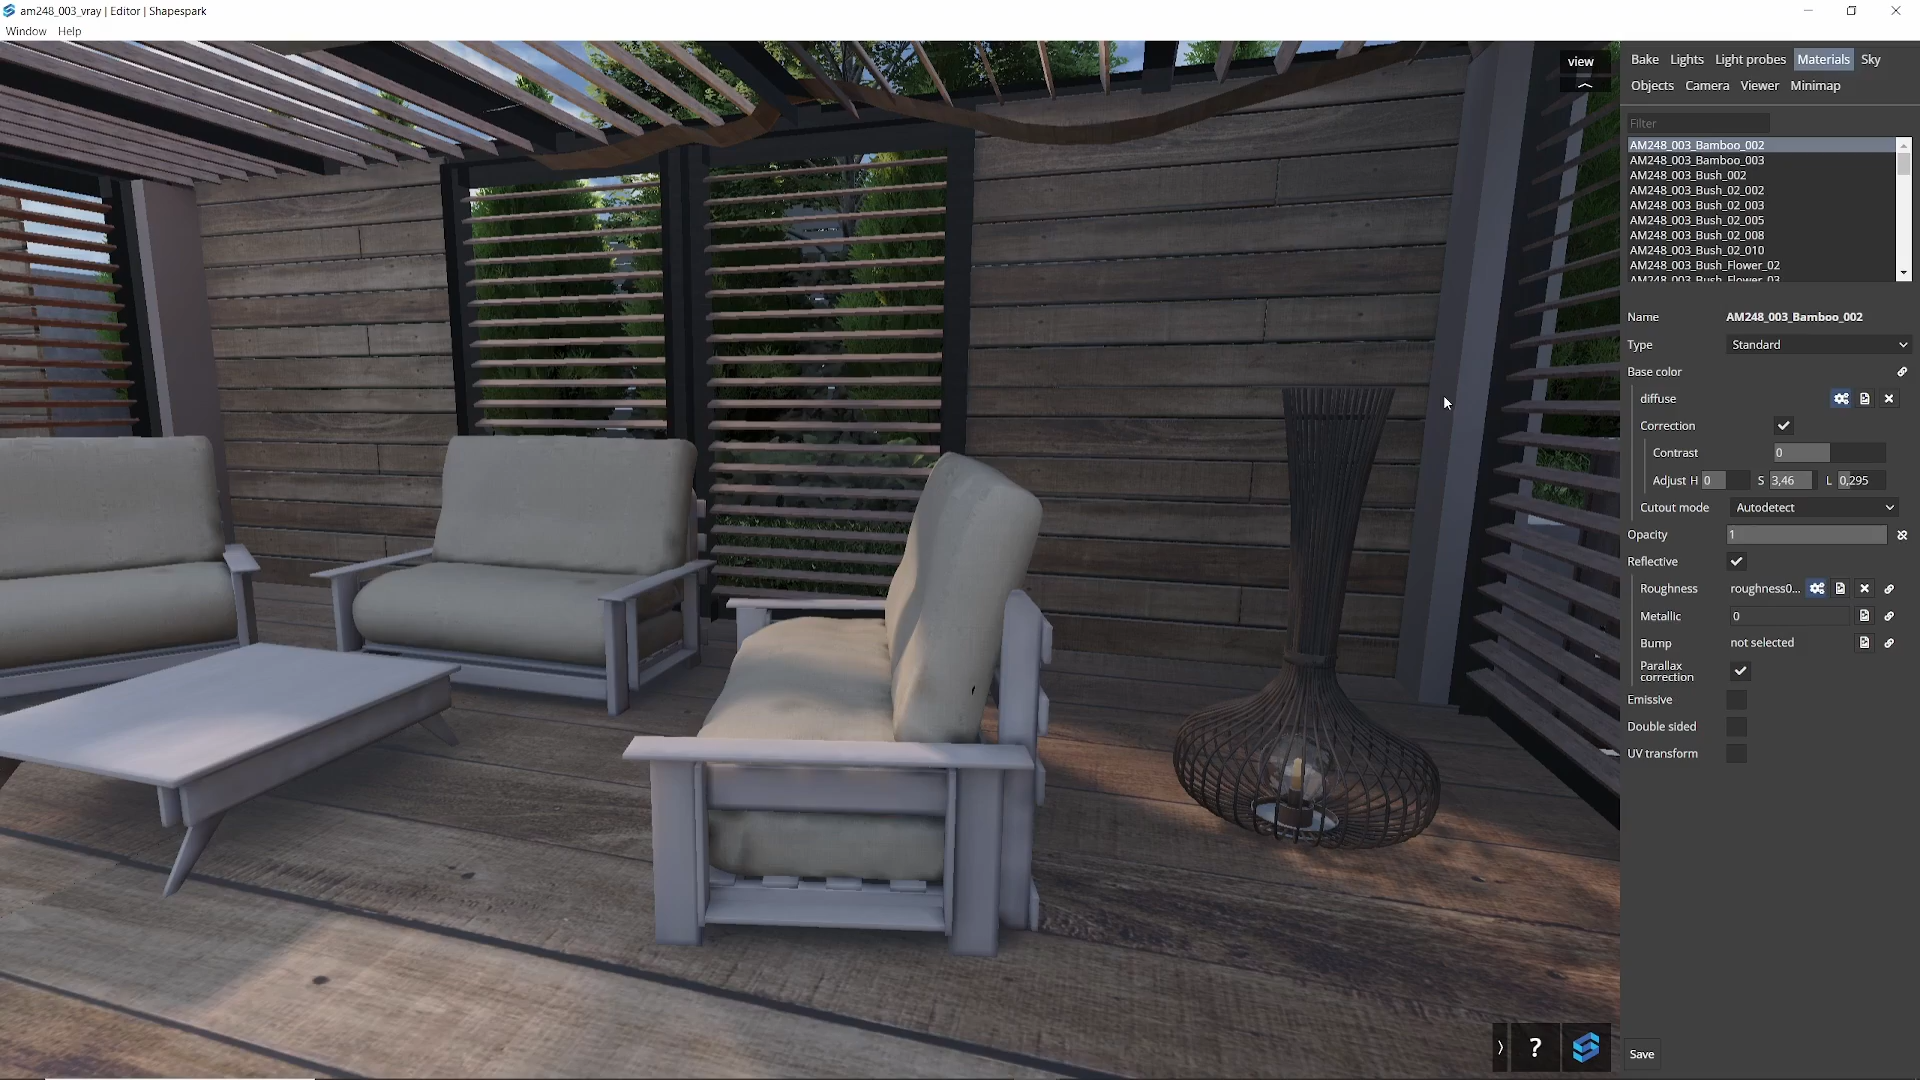 am248_003_vray | Editor | Shapespark
Window Help
view
Bake Lights Light probes Materials Sky
Objects Camera Viewer Minimap
Filter
AM248_003_Bamboo_002
AM248_003_Bamboo_003
AM248_003_Bush_002
AM248_003_Bush_02_002
AM248_003_Bush_02_003
AM248_003_Bush_02_005
AM248_003_Bush_02_008
AM248_003_Bush_02_010
AM248_003_Bush_Flower_02
AM248_003_Bush_Flower_03
Name AM248_003_Bamboo_002
Type Standard
Base color
diffuse
Correction
Contrast 0
Adjust H 0 S 3,46 L 0,295
Cutout mode Autodetect
Opacity 1
Reflective
Roughness roughness0...
Metallic 0
Bump not selected
Parallax
correction
Emissive
Double sided
UV transform
?
Save